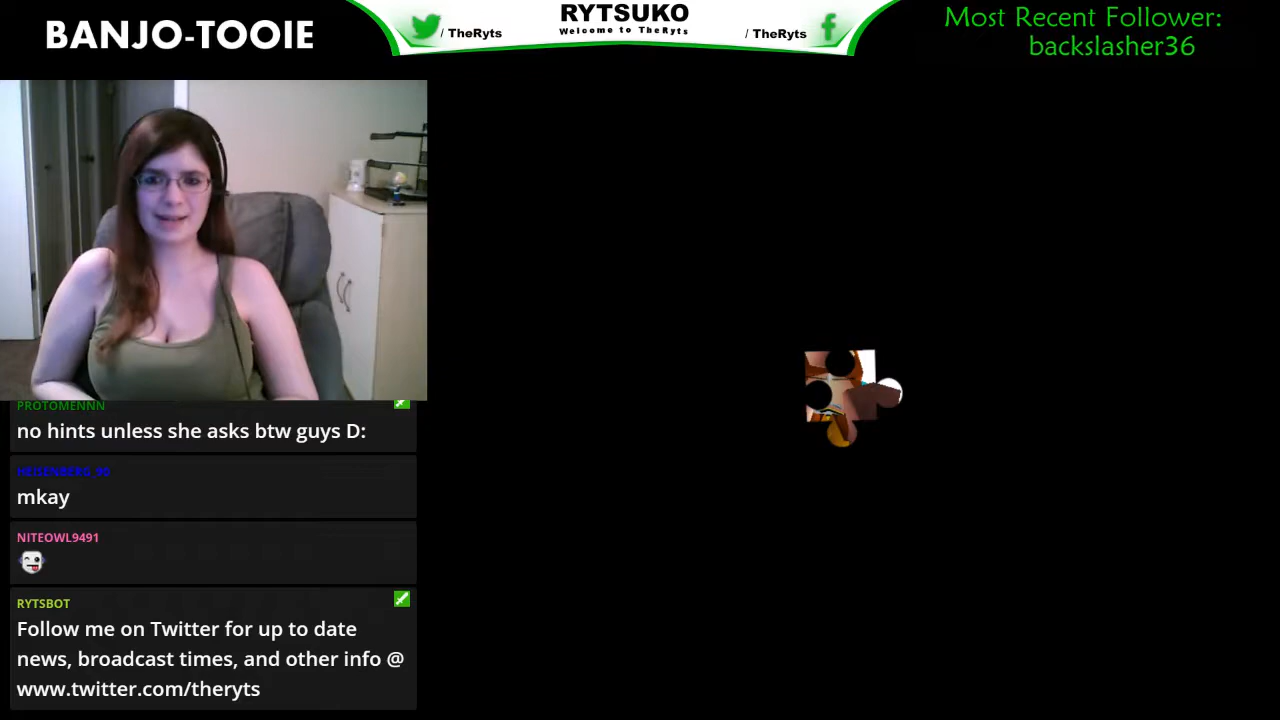 BANJO-TOOIE
RYTSUKO
Welcome to TheRyts
/ TheRyts
/ TheRyts
Most Recent Follower:
backslasher36
PROTOMENNN
no hints unless she asks btw guys D:
HEISENBERG_90
mkay
NITEOWL9491
RYTSBOT
Follow me on Twitter for up to date
news, broadcast times, and other info @
www.twitter.com/theryts